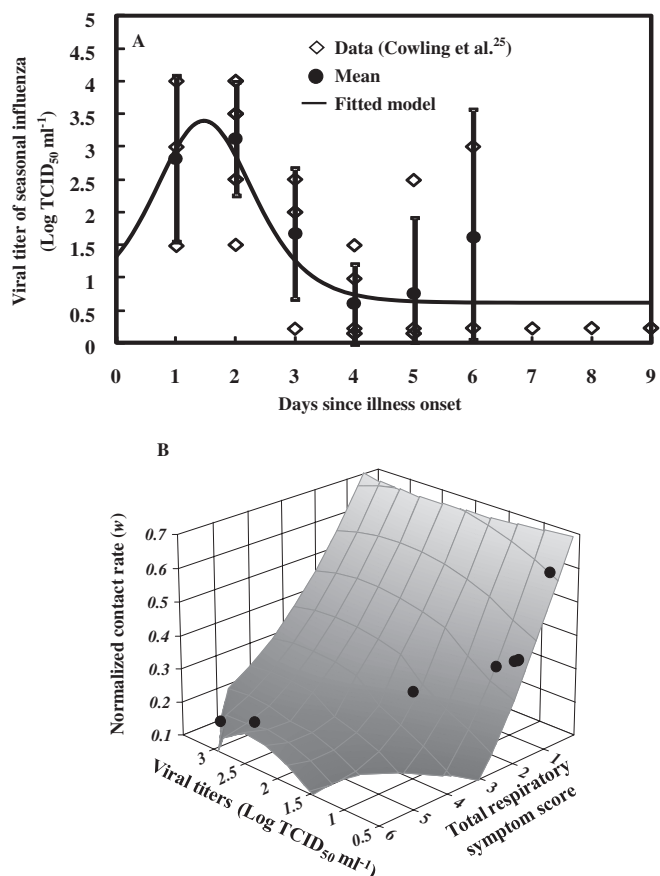 A
Data (Cowling et al.²⁵)
Mean
Fitted model
Viral titer of seasonal influenza
(Log TCID₅₀ ml⁻¹)
5
4.5
4
3.5
3
2.5
2
1.5
1
0.5
0
0 1 2 3 4 5 6 7 8 9
Days since illness onset
B
Normalized contact rate (w)
0.7
0.6
0.5
0.4
0.3
0.2
0.1
3 2.5 2 1.5 1 0.5
Viral titers (Log TCID₅₀ ml⁻¹)
6 5 4 3 2 1
Total respiratory
symptom score